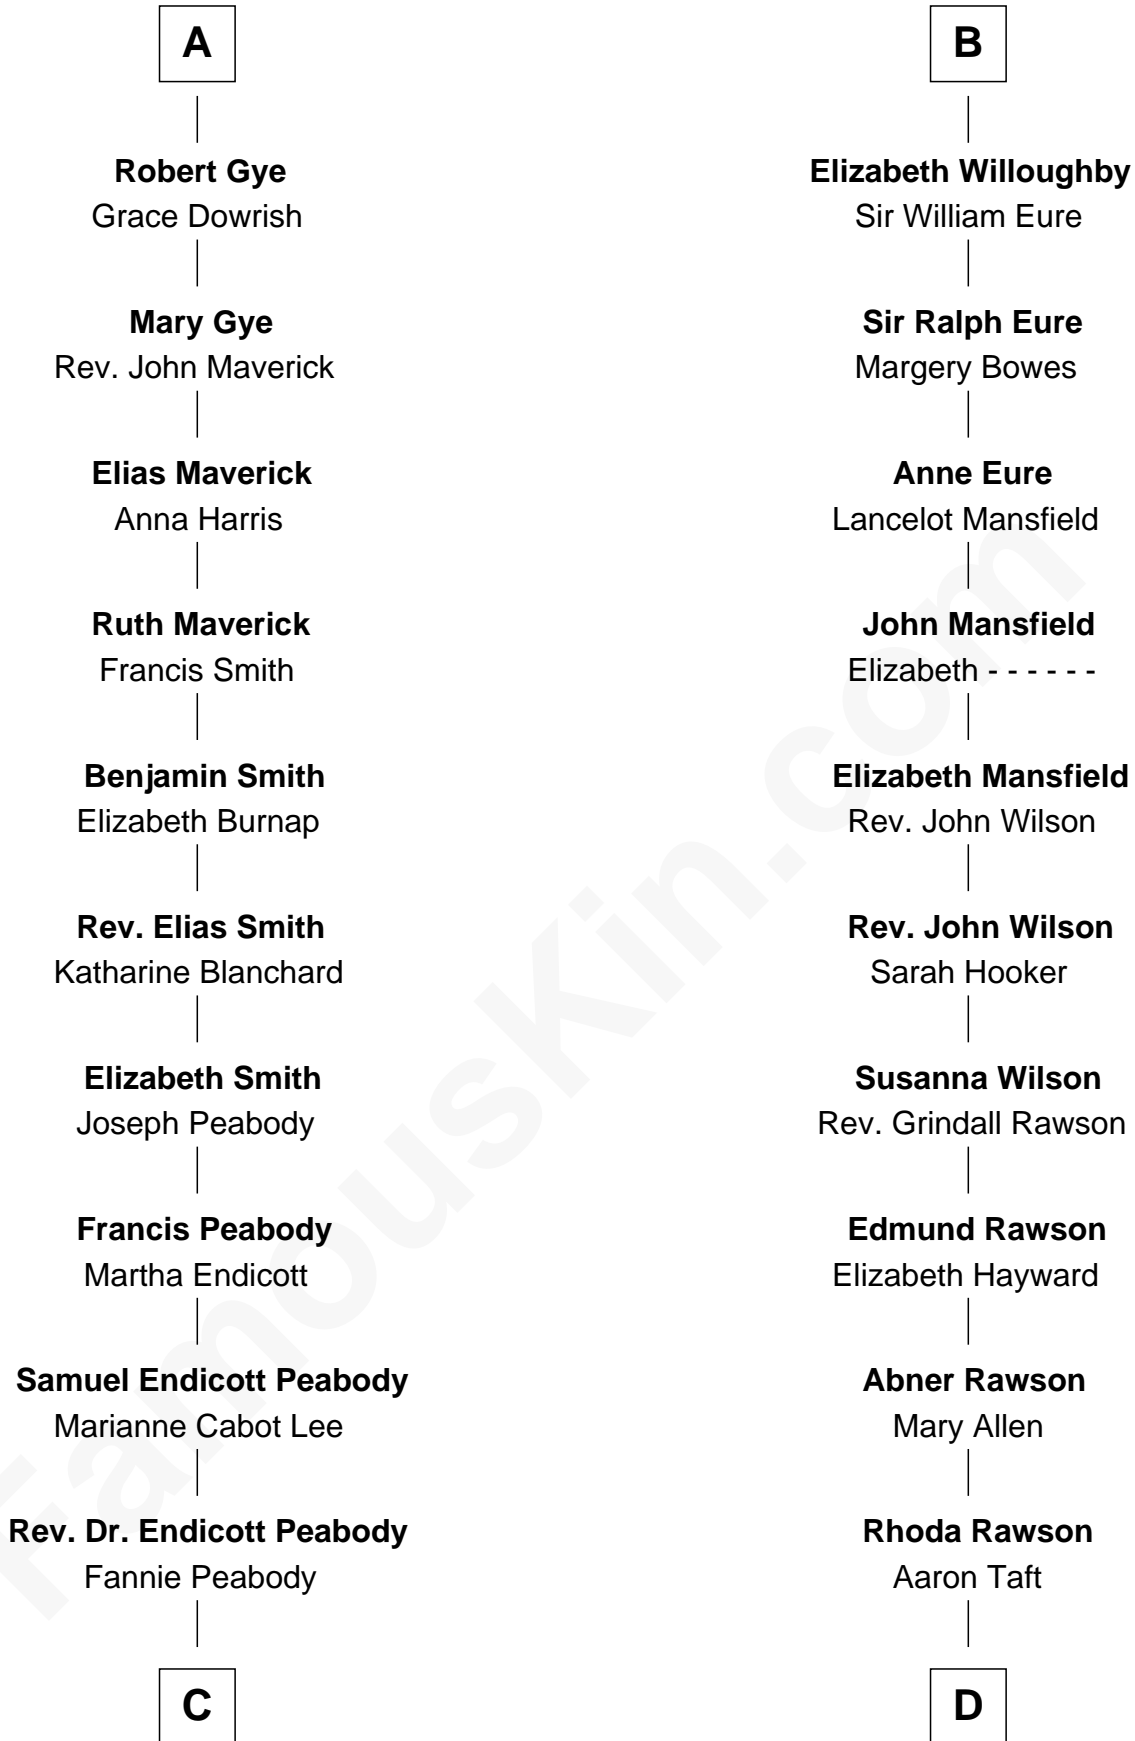 A
Robert Gye
Grace Dowrish
Mary Gye
Rev. John Maverick
Elias Maverick
Anna Harris
Ruth Maverick
Francis Smith
Benjamin Smith
Elizabeth Burnap
Rev. Elias Smith
Katharine Blanchard
Elizabeth Smith
Joseph Peabody
Francis Peabody
Martha Endicott
Samuel Endicott Peabody
Marianne Cabot Lee
Rev. Dr. Endicott Peabody
Fannie Peabody
C
B
Elizabeth Willoughby
Sir William Eure
Sir Ralph Eure
Margery Bowes
Anne Eure
Lancelot Mansfield
John Mansfield
Elizabeth - - - - - -
Elizabeth Mansfield
Rev. John Wilson
Rev. John Wilson
Sarah Hooker
Susanna Wilson
Rev. Grindall Rawson
Edmund Rawson
Elizabeth Hayward
Abner Rawson
Mary Allen
Rhoda Rawson
Aaron Taft
D
FamousKin.com